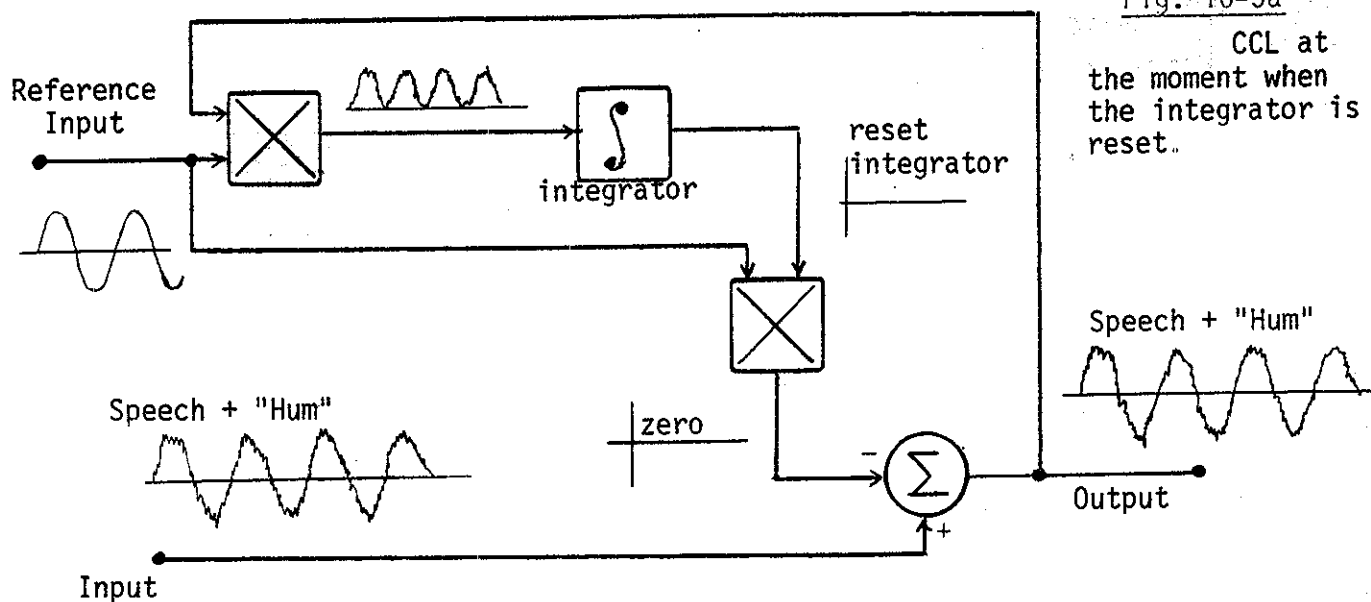 CCL at
the moment when
the integrator is
reset.
Reference
Input
integrator
reset
integrator
Speech + "Hum"
zero
Speech + "Hum"
-
Σ
+
Output
Input